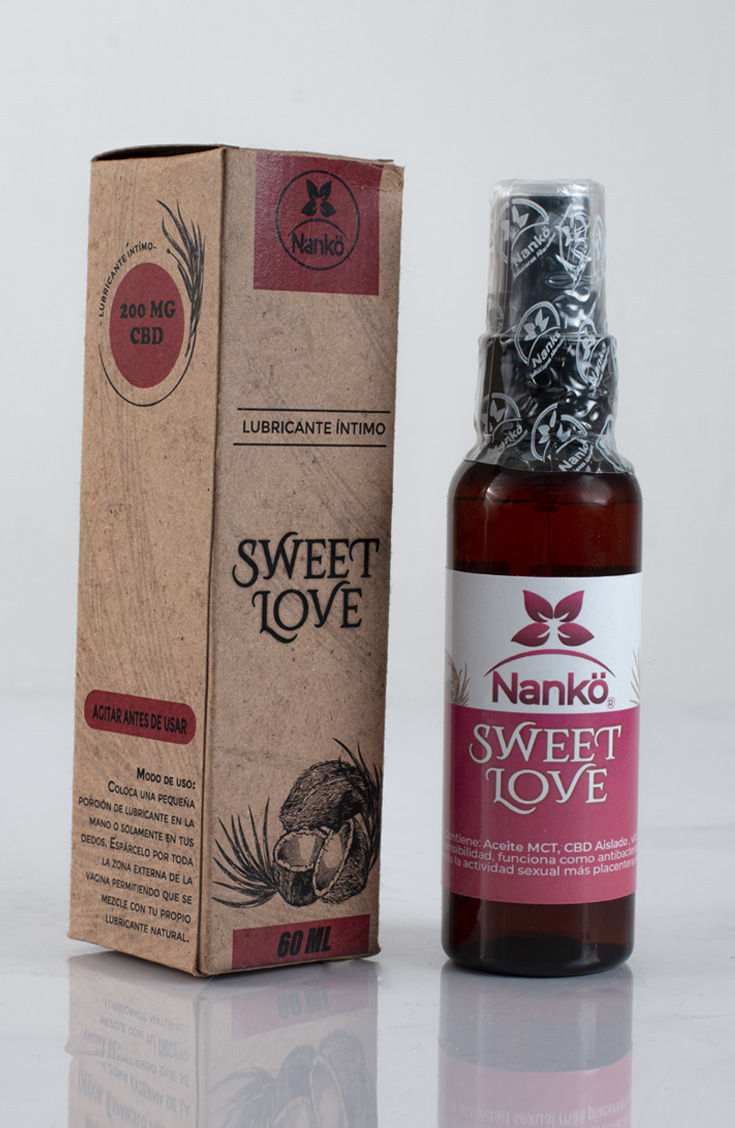 - LUBRICANTE ÍNTIMO -
200 MG
CBD
AGITAR ANTES DE USAR
MODO DE USO:
COLOCA UNA PEQUEÑA
PORCIÓN DE LUBRICANTE EN LA
MANO O SOLAMENTE EN TUS
DEDOS. ESPÁRCELO POR TODA
LA ZONA EXTERNA DE LA
VAGINA PERMITIENDO QUE SE
MEZCLE CON TU PROPIO
LUBRICANTE NATURAL.
Nankö
LUBRICANTE ÍNTIMO
SWEET
LOVE
60 ML
Nankö
Nankö
Nankö
Nankö®
SWEET
LOVE
Contiene: Aceite MCT, CBD Aislado,
funciona como
la actividad sexual más placentera